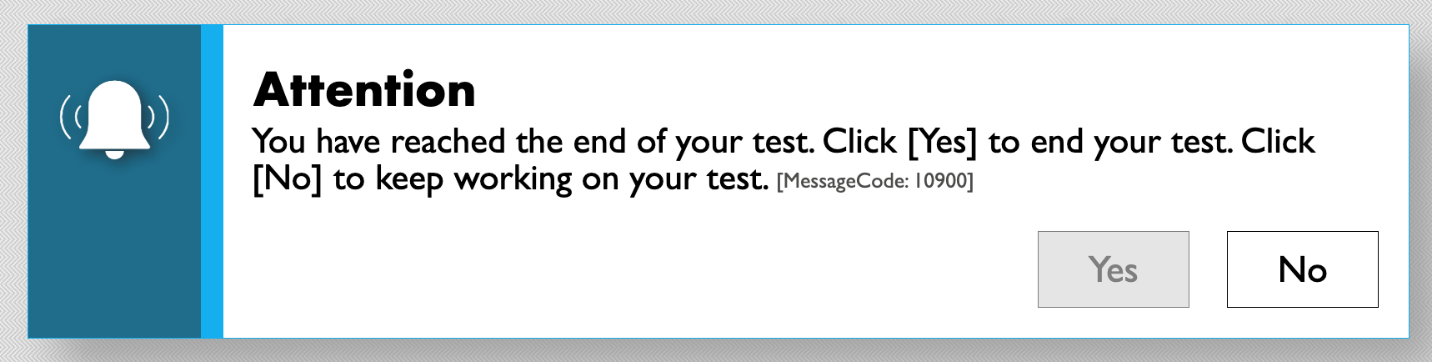 Attention
You have reached the end of your test. Click [Yes] to end your test. Click
[No] to keep working on your test. [MessageCode: 10900]
Yes No